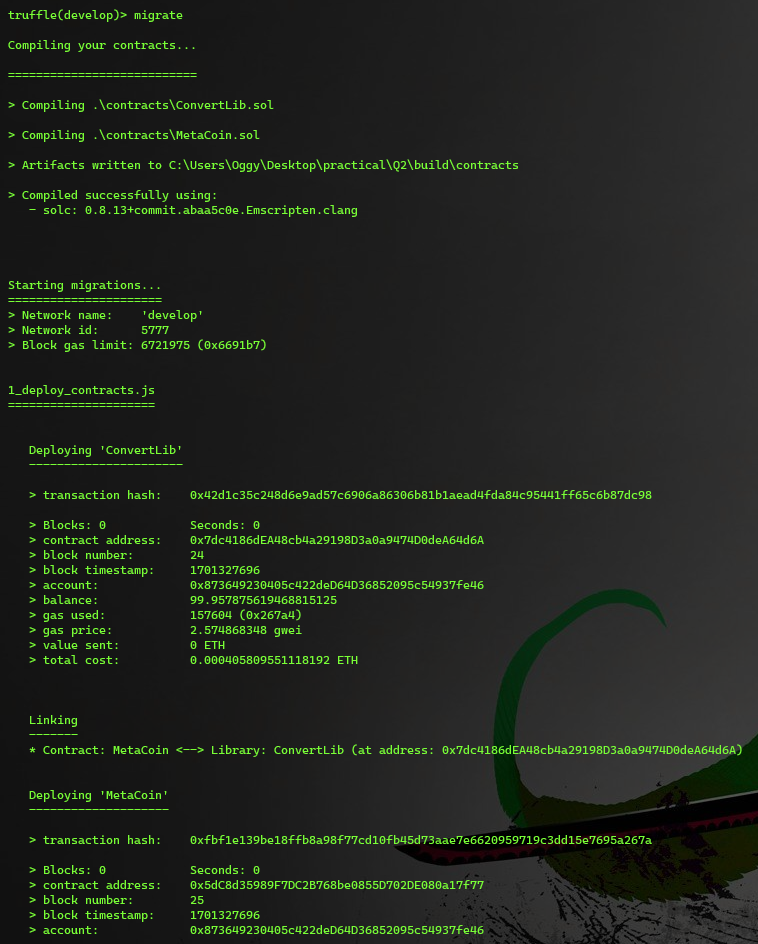 truffle(develop)> migrate
Compiling your contracts...
===========================
> Compiling .\contracts\ConvertLib.sol
> Compiling .\contracts\MetaCoin.sol
> Artifacts written to C:\Users\Oggy\Desktop\practical\Q2\build\contracts
> Compiled successfully using:
   - solc: 0.8.13+commit.abaa5c0e.Emscripten.clang
Starting migrations...
======================
> Network name:    'develop'
> Network id:      5777
> Block gas limit: 6721975 (0x6691b7)
1_deploy_contracts.js
=====================
   Deploying 'ConvertLib'
   ----------------------
   > transaction hash:    0x42d1c35c248d6e9ad57c6906a86306b81b1aead4fda84c95441ff65c6b87dc98
   > Blocks: 0            Seconds: 0
   > contract address:    0x7dc4186dEA48cb4a29198D3a0a9474D0deA64d6A
   > block number:        24
   > block timestamp:     1701327696
   > account:             0x873649230405c422deD64D36852095c54937fe46
   > balance:             99.957875619468815125
   > gas used:            157604 (0x267a4)
   > gas price:           2.574868348 gwei
   > value sent:          0 ETH
   > total cost:          0.000405809551118192 ETH
   Linking
   -------
   * Contract: MetaCoin <--> Library: ConvertLib (at address: 0x7dc4186dEA48cb4a29198D3a0a9474D0deA64d6A)
   Deploying 'MetaCoin'
   --------------------
   > transaction hash:    0xfbf1e139be18ffb8a98f77cd10fb45d73aae7e6620959719c3dd15e7695a267a
   > Blocks: 0            Seconds: 0
   > contract address:    0x5dC8d35989F7DC2B768be0855D702DE080a17f77
   > block number:        25
   > block timestamp:     1701327696
   > account:             0x873649230405c422deD64D36852095c54937fe46